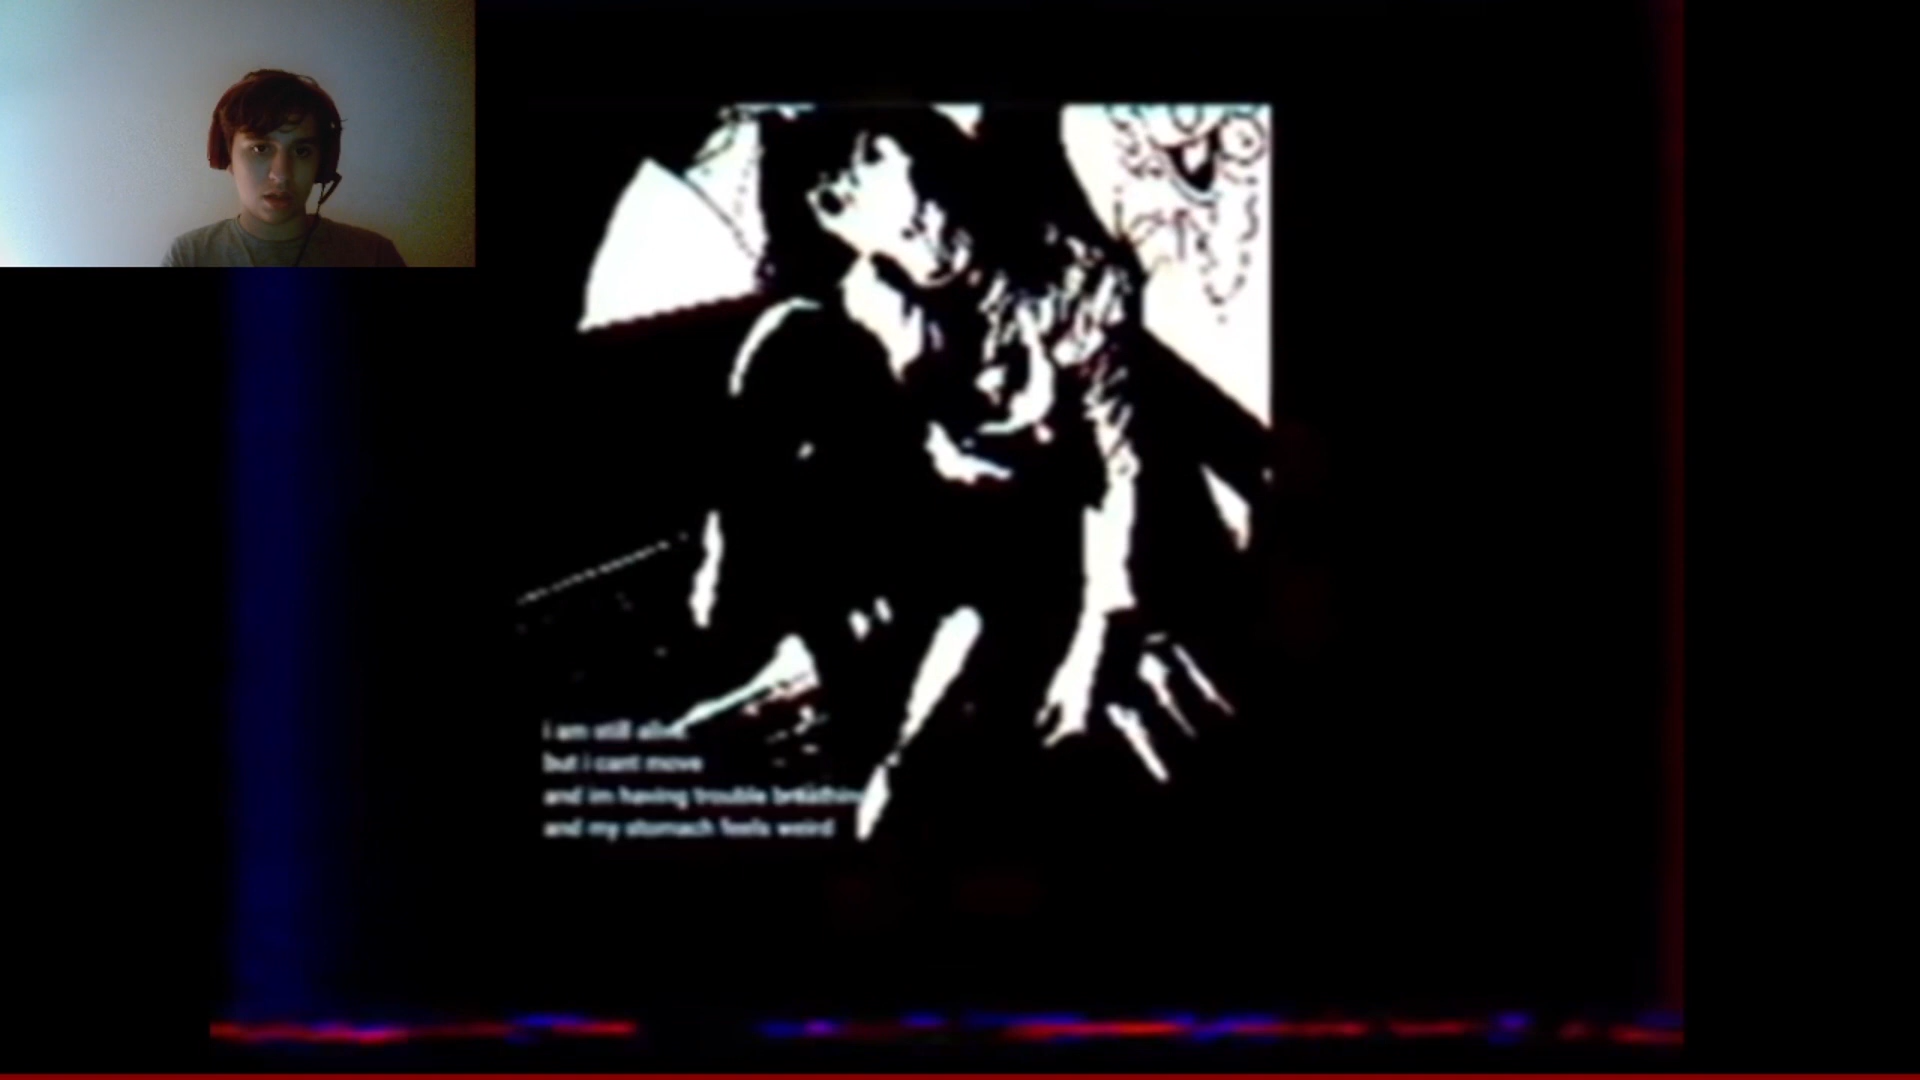 i am still alive
but i cant move
and im having trouble breathing
and my stomach feels weird